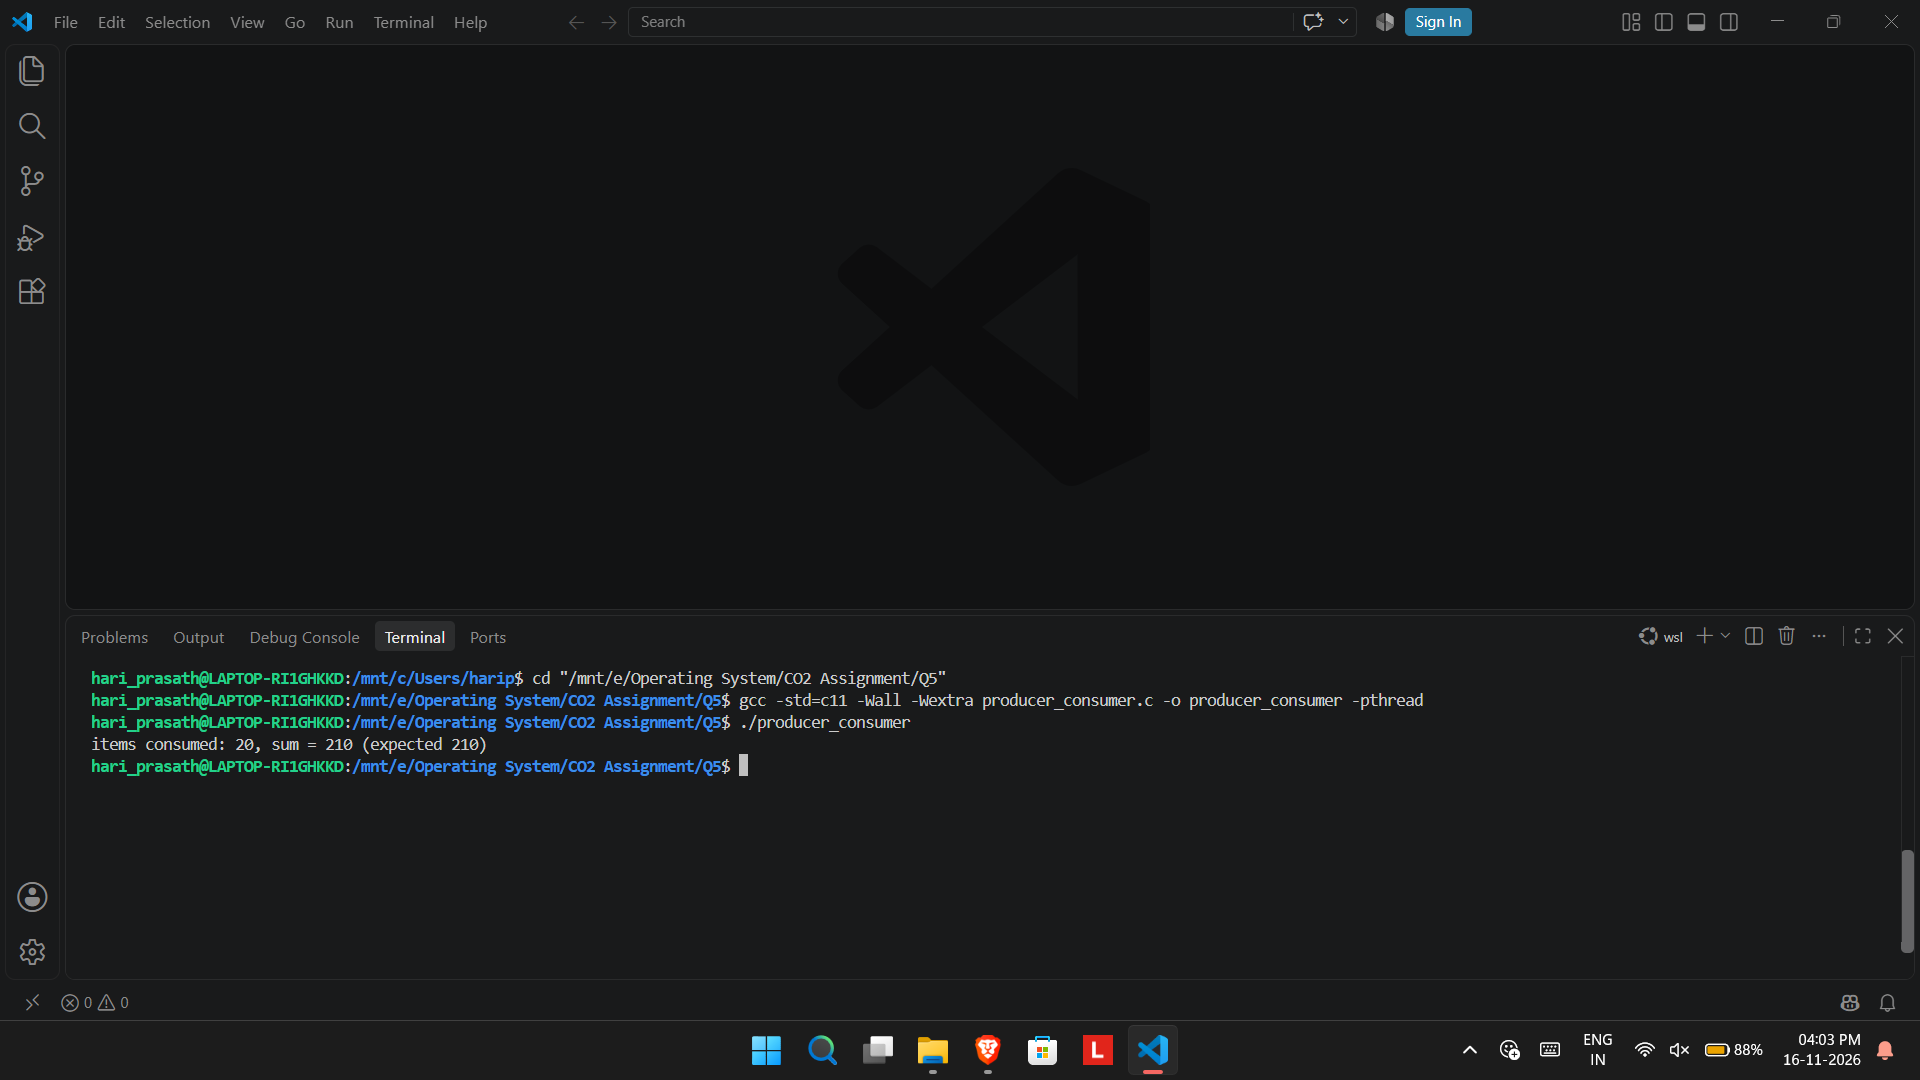 File Edit Selection View Go Run Terminal Help
Search
Sign In
Problems Output Debug Console Terminal Ports
wsl
hari_prasath@LAPTOP-RI1GHKKD:/mnt/c/Users/harip$ cd "/mnt/e/Operating System/CO2 Assignment/Q5"
hari_prasath@LAPTOP-RI1GHKKD:/mnt/e/Operating System/CO2 Assignment/Q5$ gcc -std=c11 -Wall -Wextra producer_consumer.c -o producer_consumer -pthread
hari_prasath@LAPTOP-RI1GHKKD:/mnt/e/Operating System/CO2 Assignment/Q5$ ./producer_consumer
items consumed: 20, sum = 210 (expected 210)
hari_prasath@LAPTOP-RI1GHKKD:/mnt/e/Operating System/CO2 Assignment/Q5$
0 0
L
ENG
IN
88%
04:03 PM
16-11-2026